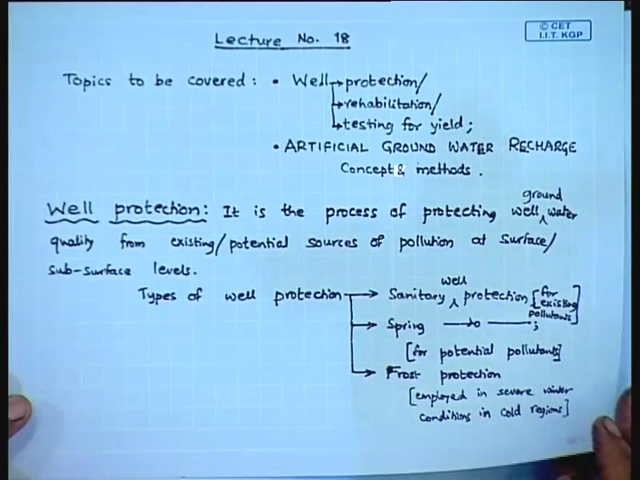 © CET
I.I.T. KGP
Lecture No. 18
Topics to be covered : • Well → protection/
→ rehabilitation/
→ testing for yield;
• ARTIFICIAL GROUND WATER RECHARGE
Concept & methods.
Well protection: It is the process of protecting well ^ ground water
quality from existing/potential sources of pollution at surface/
sub-surface levels.
Types of well protection → Sanitary ^ well protection [for existing pollutants]
→ Spring —〃— ;
[for potential pollutants]
→ Frost protection
[employed in severe winter
conditions in cold regions]